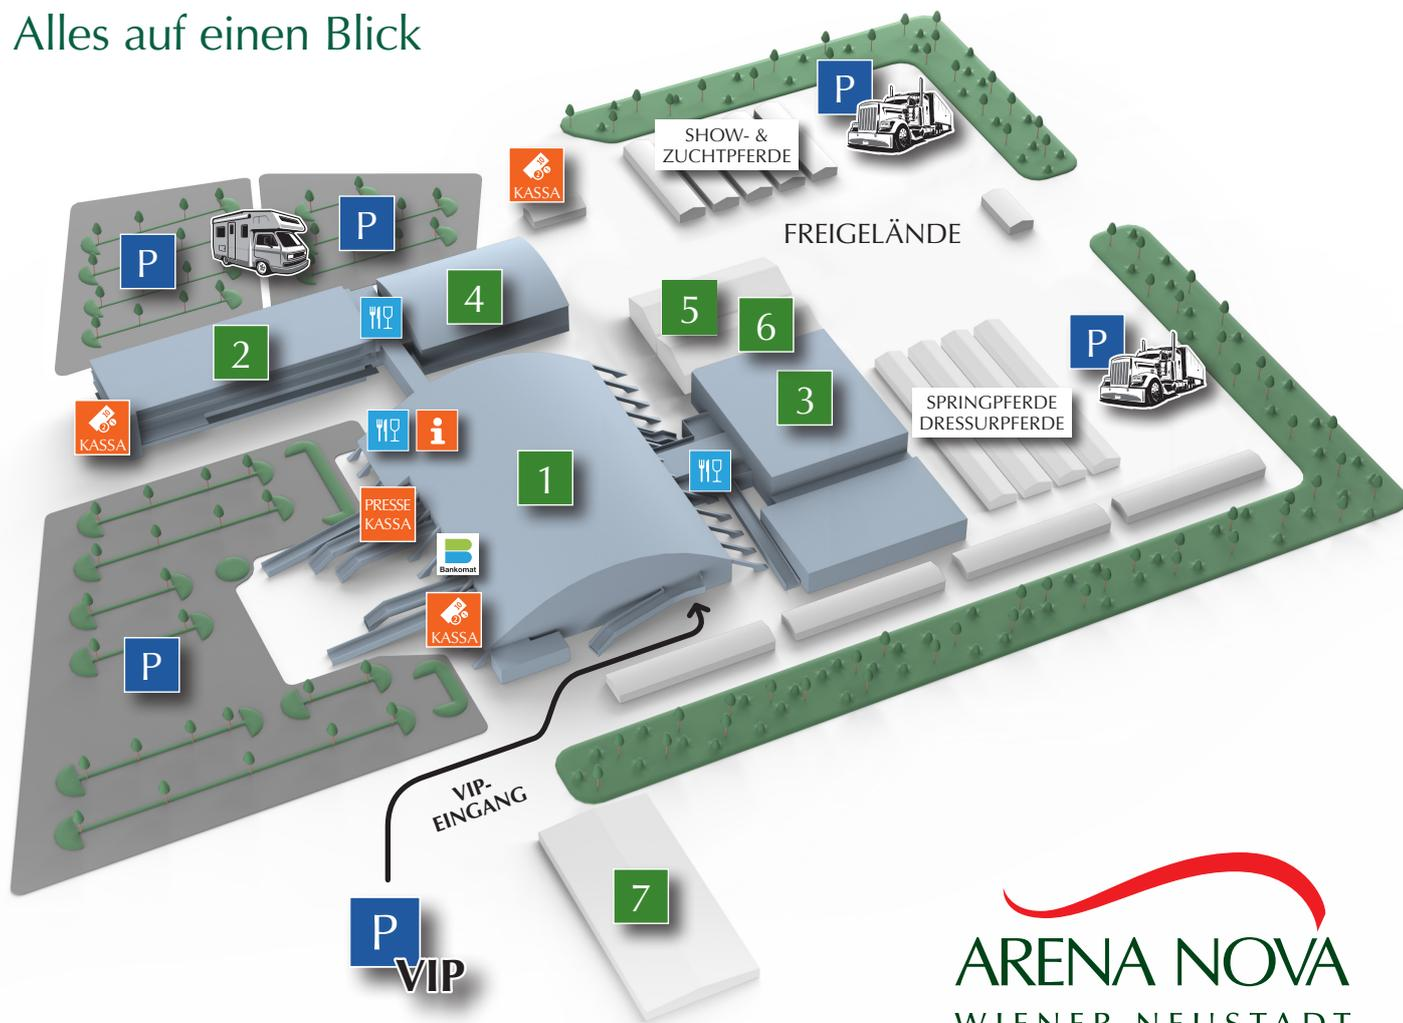 Alles auf einen Blick
P
SHOW- &
ZUCHTPFERDE
KASSA
P
P
FREIGELÄNDE
4
5
6
2
P
3
SPRINGPFERDE
DRESSURPFERDE
KASSA
i
1
PRESSE
KASSA
Bankomat
KASSA
P
VIP-
EINGANG
7
P
VIP
ARENA NOVA
WIENER NEUSTADT